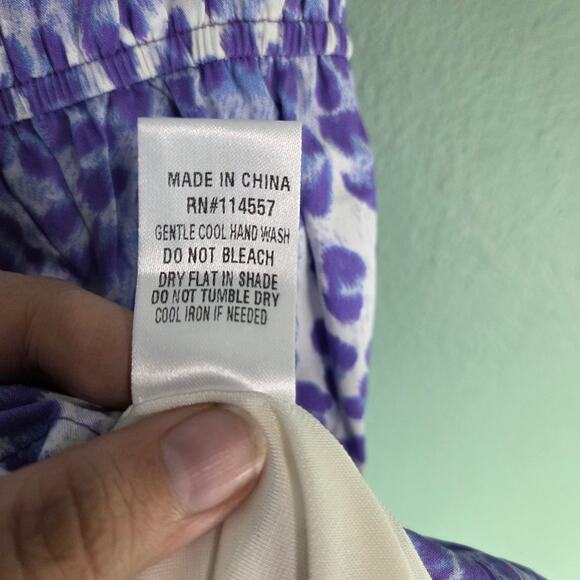 MADE IN CHINA
RN#114557
GENTLE COOL HAND WASH
DO NOT BLEACH
DRY FLAT IN SHADE
DO NOT TUMBLE DRY
COOL IRON IF NEEDED